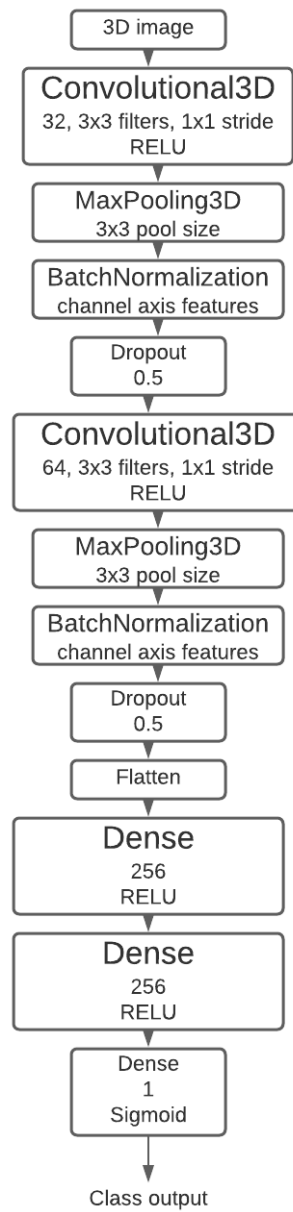 3D image
Convolutional3D
32, 3x3 filters, 1x1 stride
RELU
MaxPooling3D
3x3 pool size
BatchNormalization
channel axis features
Dropout
0.5
Convolutional3D
64, 3x3 filters, 1x1 stride
RELU
MaxPooling3D
3x3 pool size
BatchNormalization
channel axis features
Dropout
0.5
Flatten
Dense
256
RELU
Dense
256
RELU
Dense
1
Sigmoid
Class output